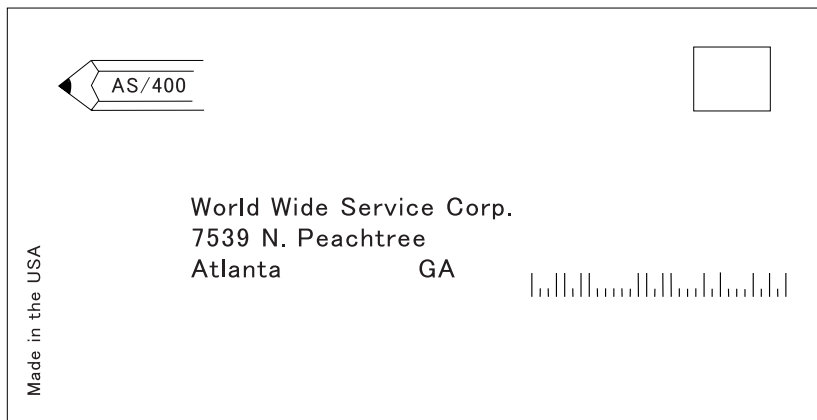 AS/400
World Wide Service Corp.
7539 N. Peachtree
Atlanta GA
Made in the USA